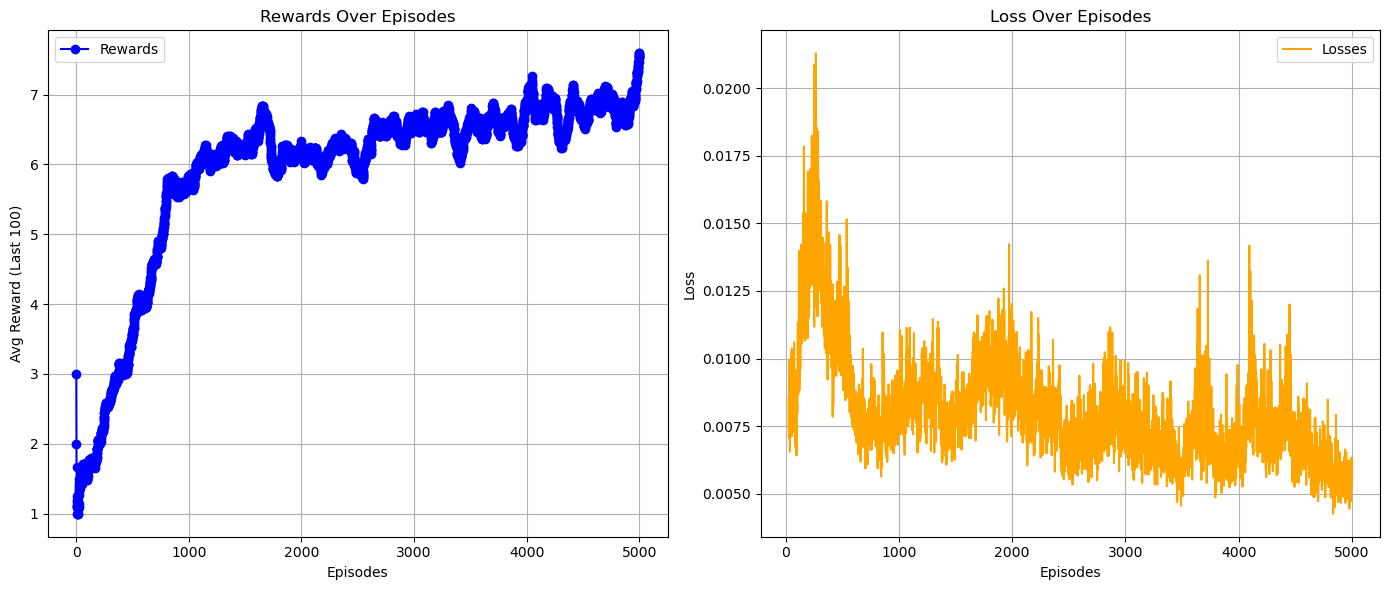 Rewards Over Episodes
Rewards
7
6
5
4
3
2
1
Avg Reward (Last 100)
0 1000 2000 3000 4000 5000
Episodes
Loss Over Episodes
Losses
0.0200
0.0175
0.0150
0.0125
0.0100
0.0075
0.0050
Loss
0 1000 2000 3000 4000 5000
Episodes